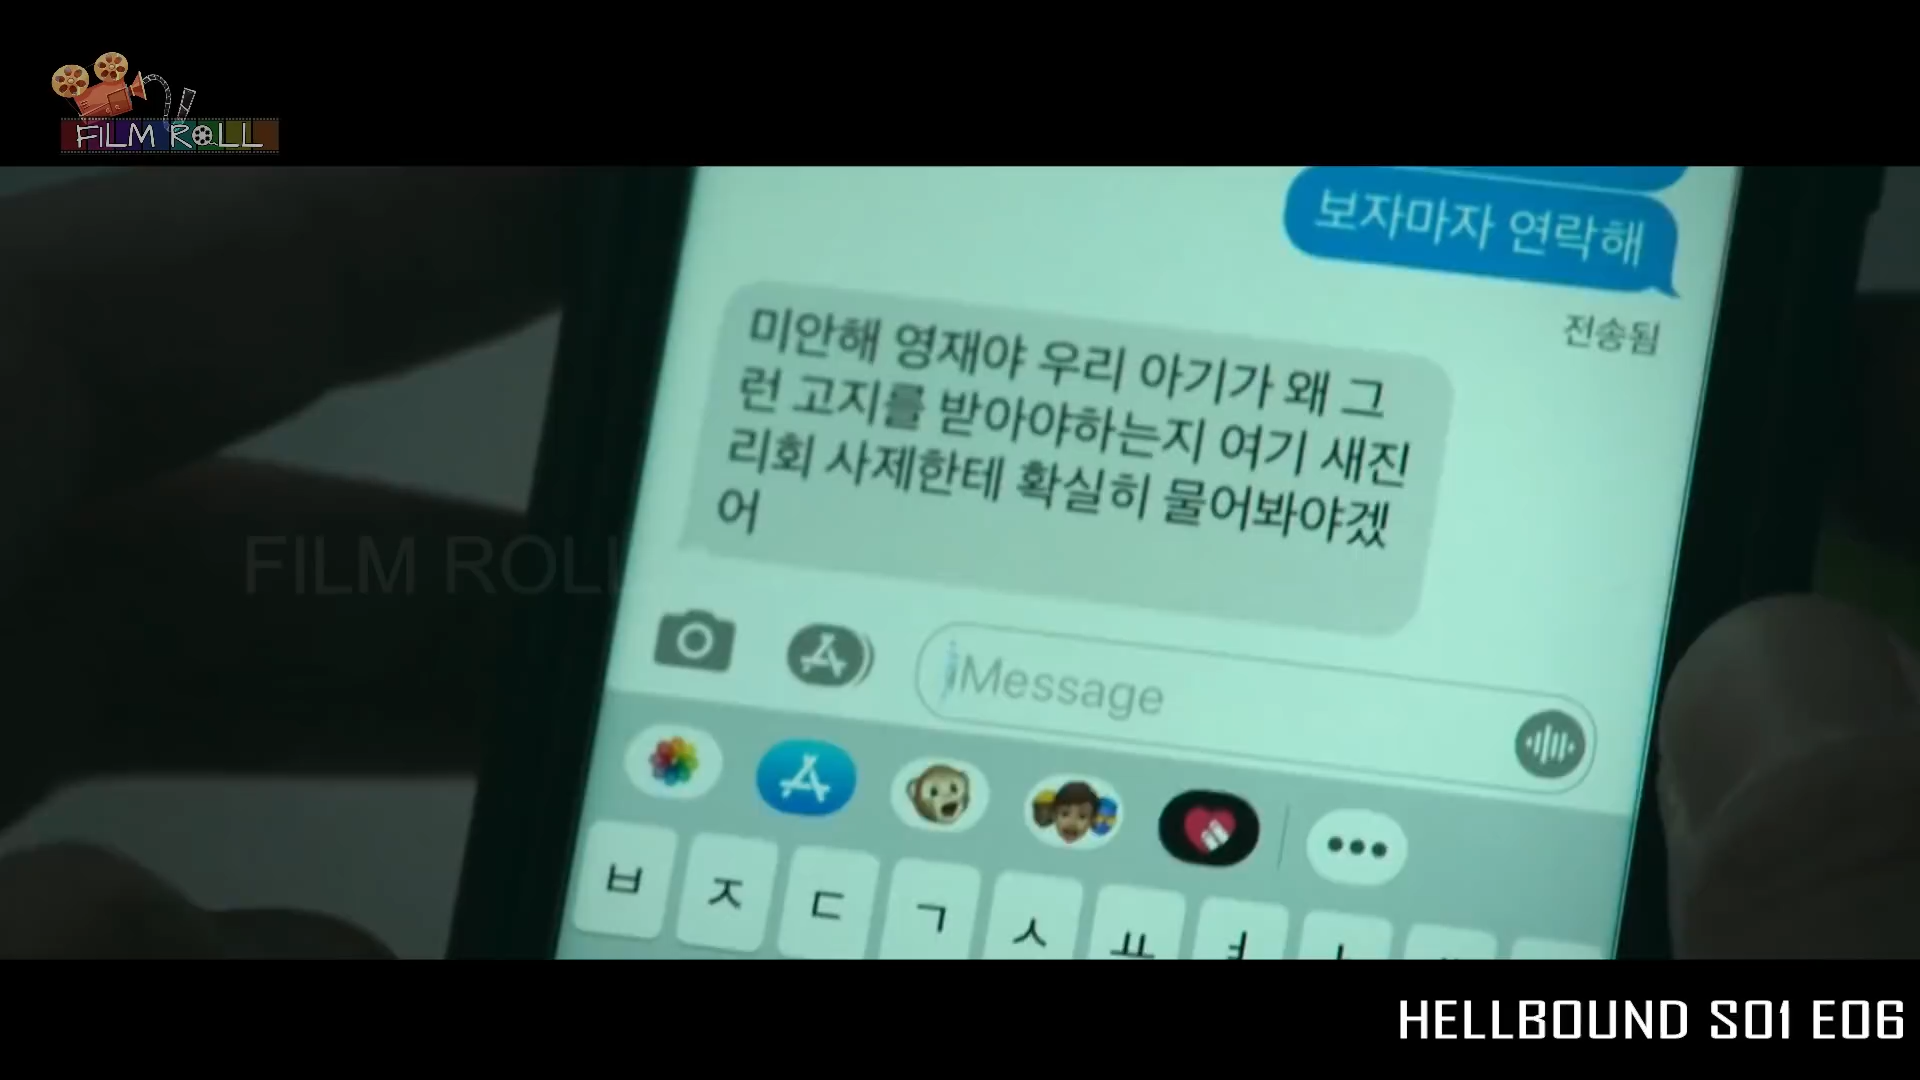 FILM ROLL
보자마자 연락해
전송됨
미안해 영재야 우리 아기가 왜 그
런 고지를 받아야하는지 여기 새진
리회 사제한테 확실히 물어봐야겠
어
FILM ROLL
iMessage
ㅂ ㅈ ㄷ ㄱ ㅅ ㅛ ㅕ
HELLBOUND S01 E06